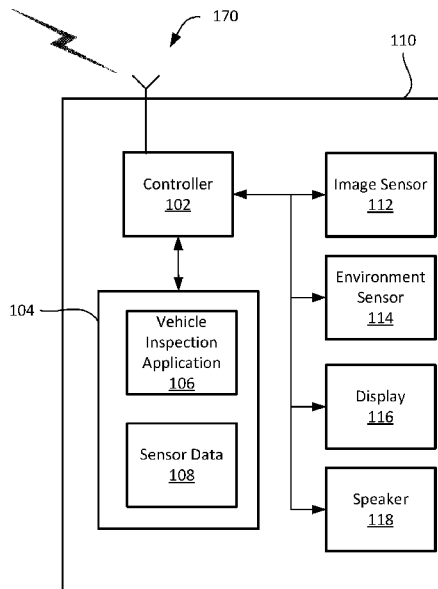 170
110
Controller
102
Image Sensor
112
Environment
Sensor
114
104
Vehicle
Inspection
Application
106
Display
116
Sensor Data
108
Speaker
118